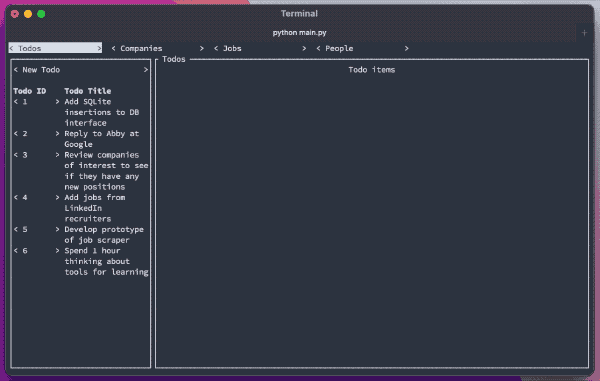 Terminal
python main.py
+
< Todos > < Companies > < Jobs > < People >
Todos
< New Todo >
Todo items
Todo ID Todo Title
< 1 > Add SQLite
insertions to DB
interface
< 2 > Reply to Abby at
Google
< 3 > Review companies
of interest to see
if they have any
new positions
< 4 > Add jobs from
LinkedIn
recruiters
< 5 > Develop prototype
of job scraper
< 6 > Spend 1 hour
thinking about
tools for learning